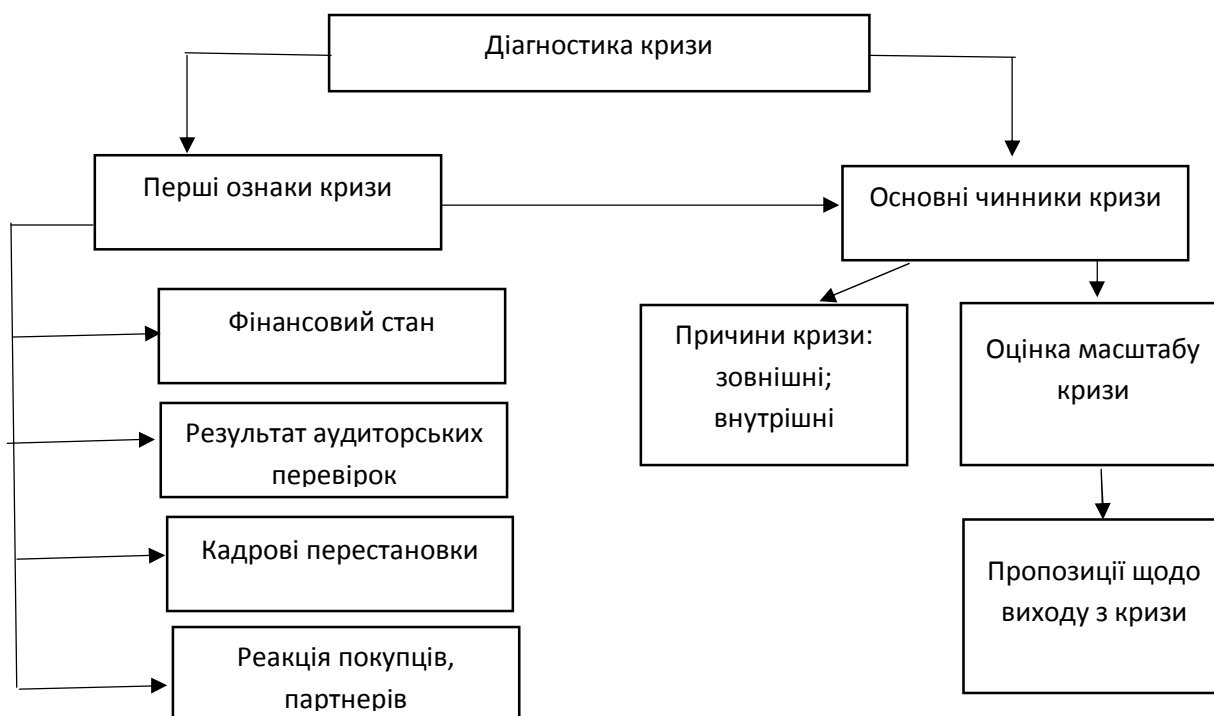 Діагностика кризи
Перші ознаки кризи
Основні чинники кризи
Фінансовий стан
Результат аудиторських
перевірок
Кадрові перестановки
Реакція покупців,
партнерів
Причини кризи:
зовнішні;
внутрішні
Оцінка масштабу
кризи
Пропозиції щодо
виходу з кризи